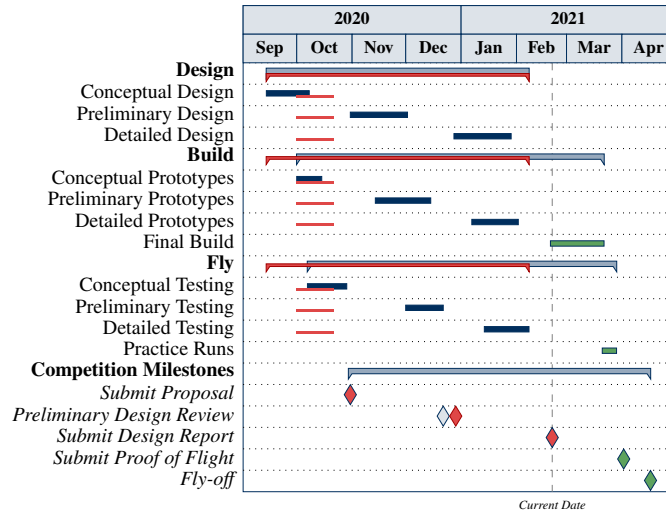 2020 2021
Sep Oct Nov Dec Jan Feb Mar Apr
Design
Conceptual Design
Preliminary Design
Detailed Design
Build
Conceptual Prototypes
Preliminary Prototypes
Detailed Prototypes
Final Build
Fly
Conceptual Testing
Preliminary Testing
Detailed Testing
Practice Runs
Competition Milestones
Submit Proposal
Preliminary Design Review
Submit Design Report
Submit Proof of Flight
Fly-off
Current Date